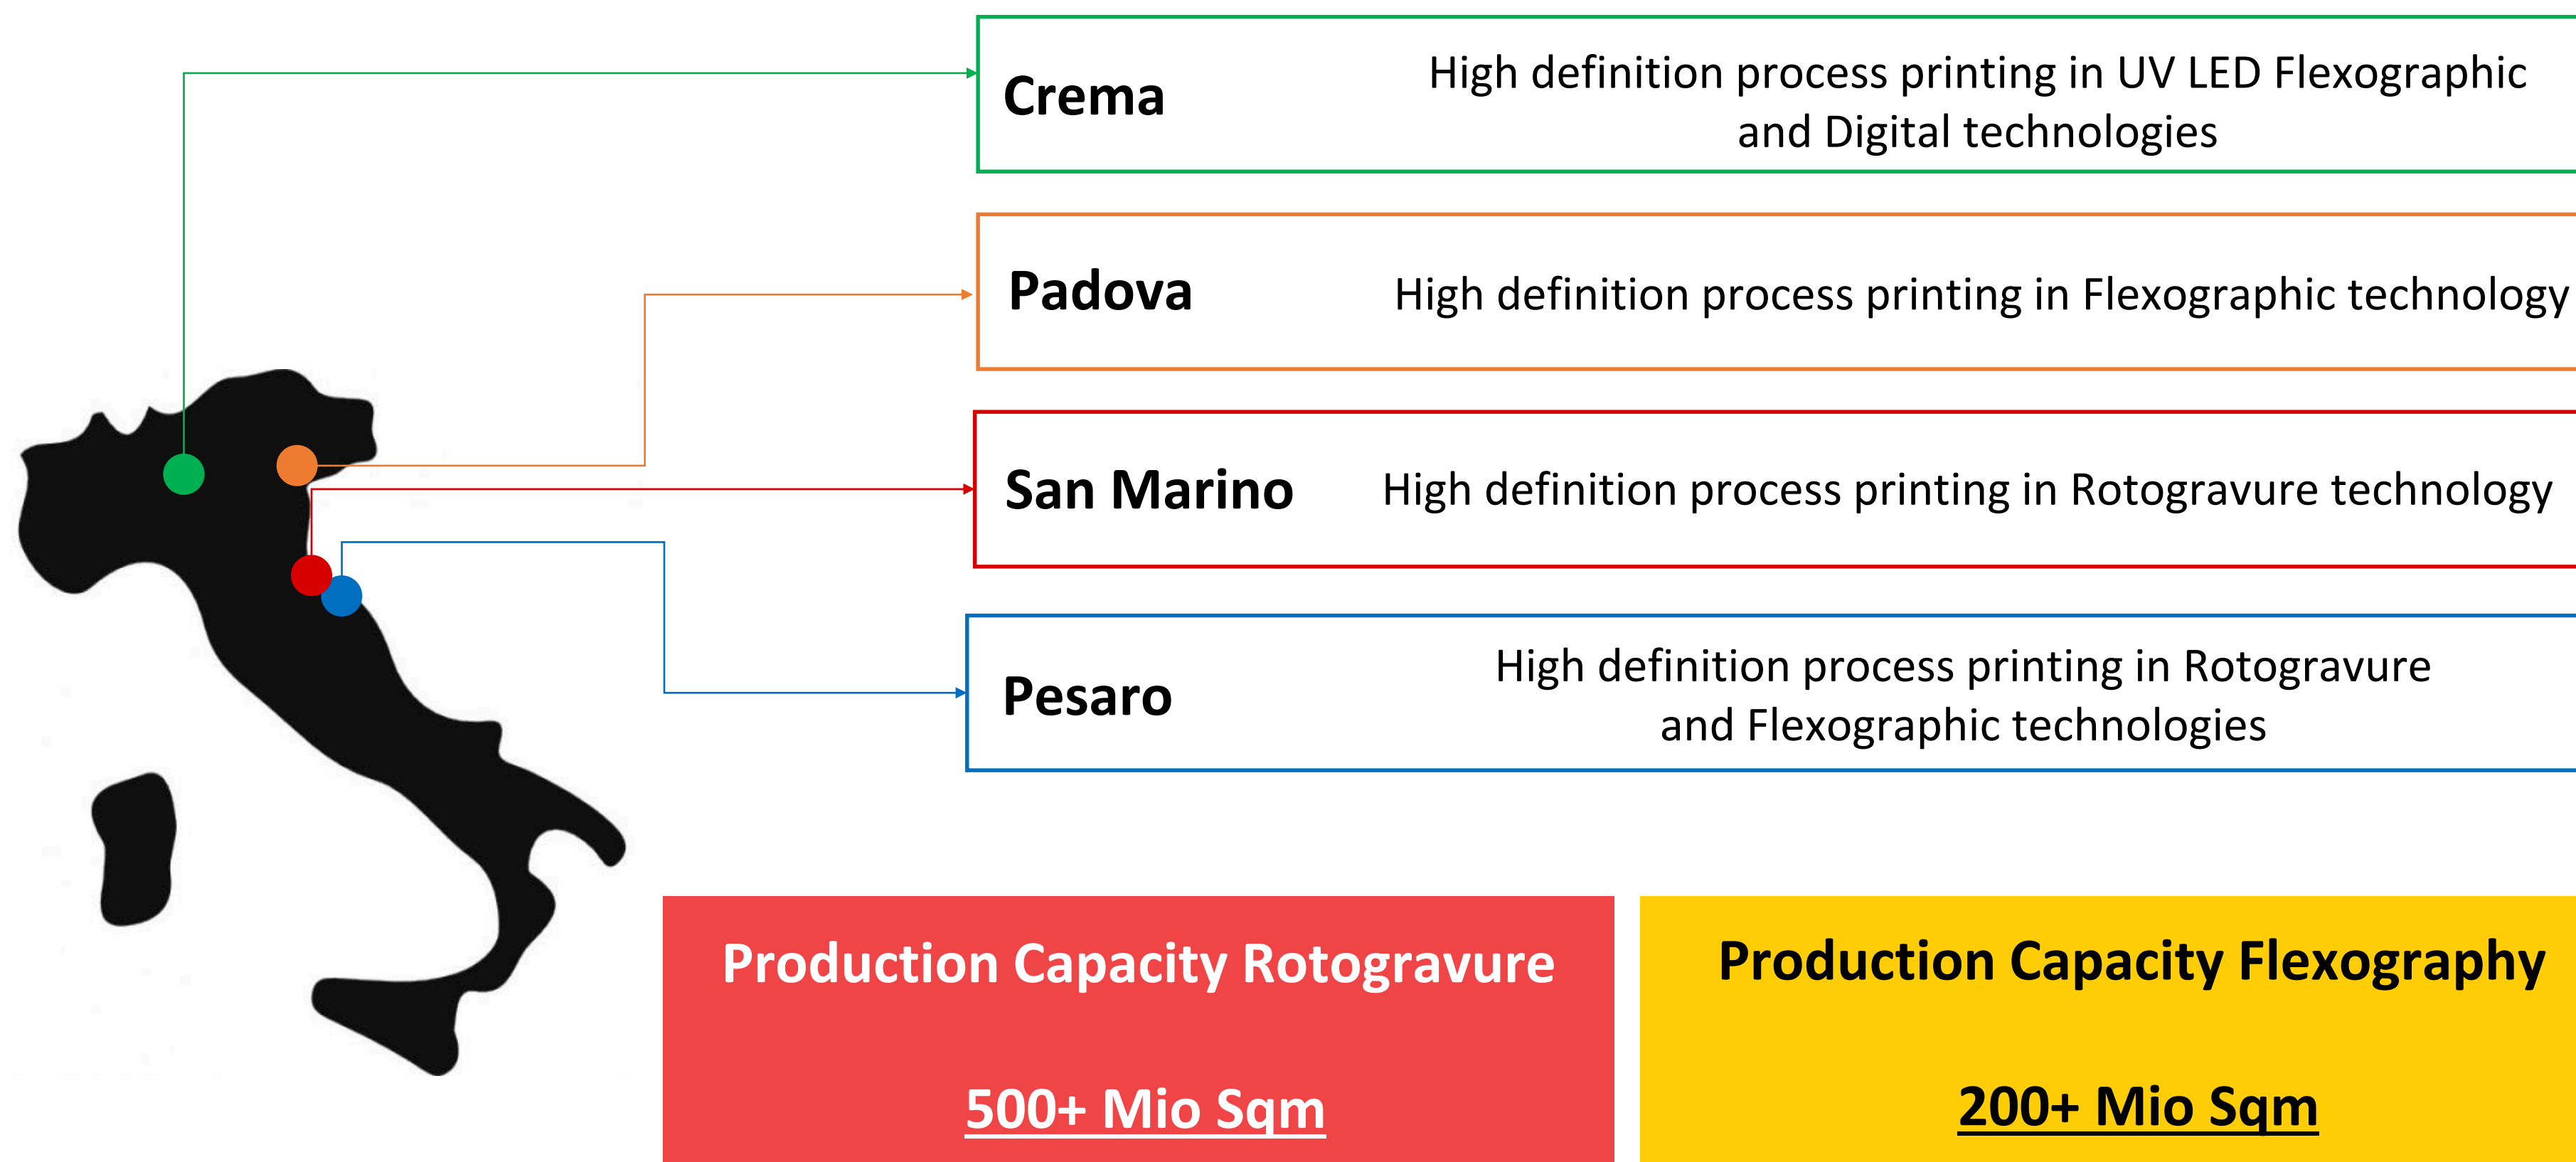 Crema
High definition process printing in UV LED Flexographic
and Digital technologies
Padova
High definition process printing in Flexographic technology
San Marino
High definition process printing in Rotogravure technology
Pesaro
High definition process printing in Rotogravure
and Flexographic technologies
Production Capacity Rotogravure
500+ Mio Sqm
Production Capacity Flexography
200+ Mio Sqm